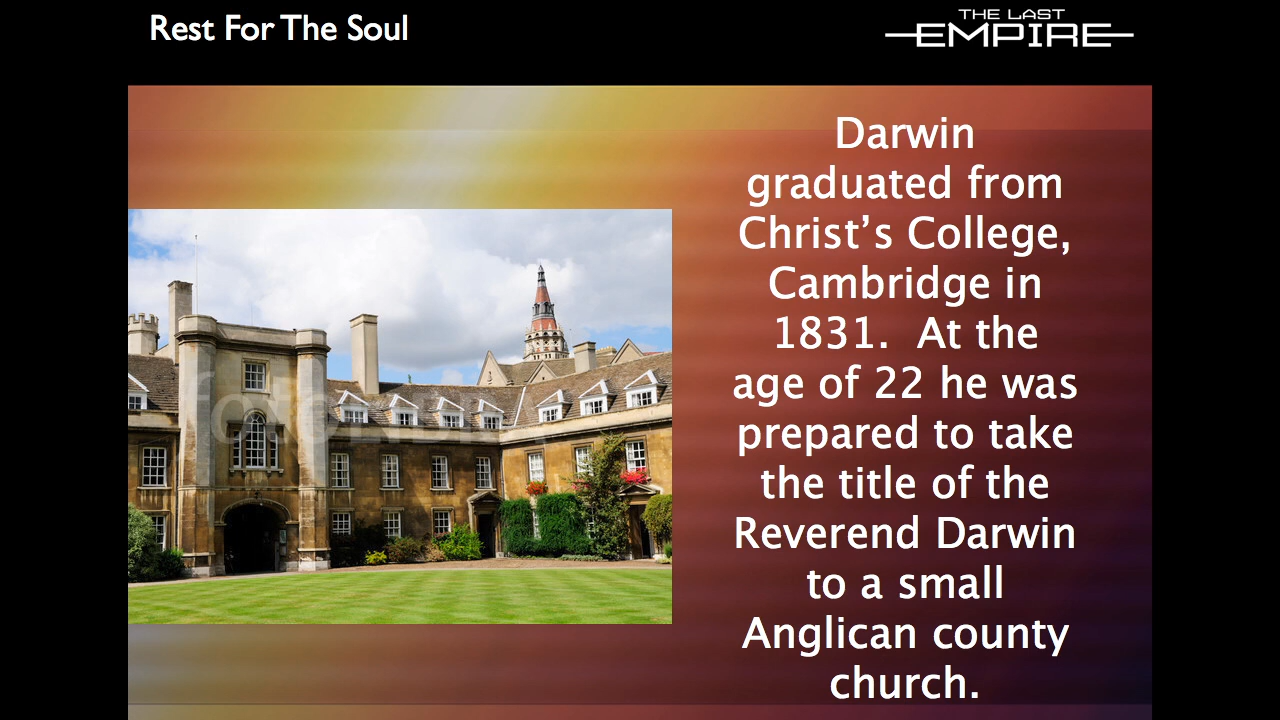 Rest For The Soul
THE LAST
EMPIRE
Darwin
graduated from
Christ’s College,
Cambridge in
1831.  At the
age of 22 he was
prepared to take
the title of the
Reverend Darwin
to a small
Anglican county
church.